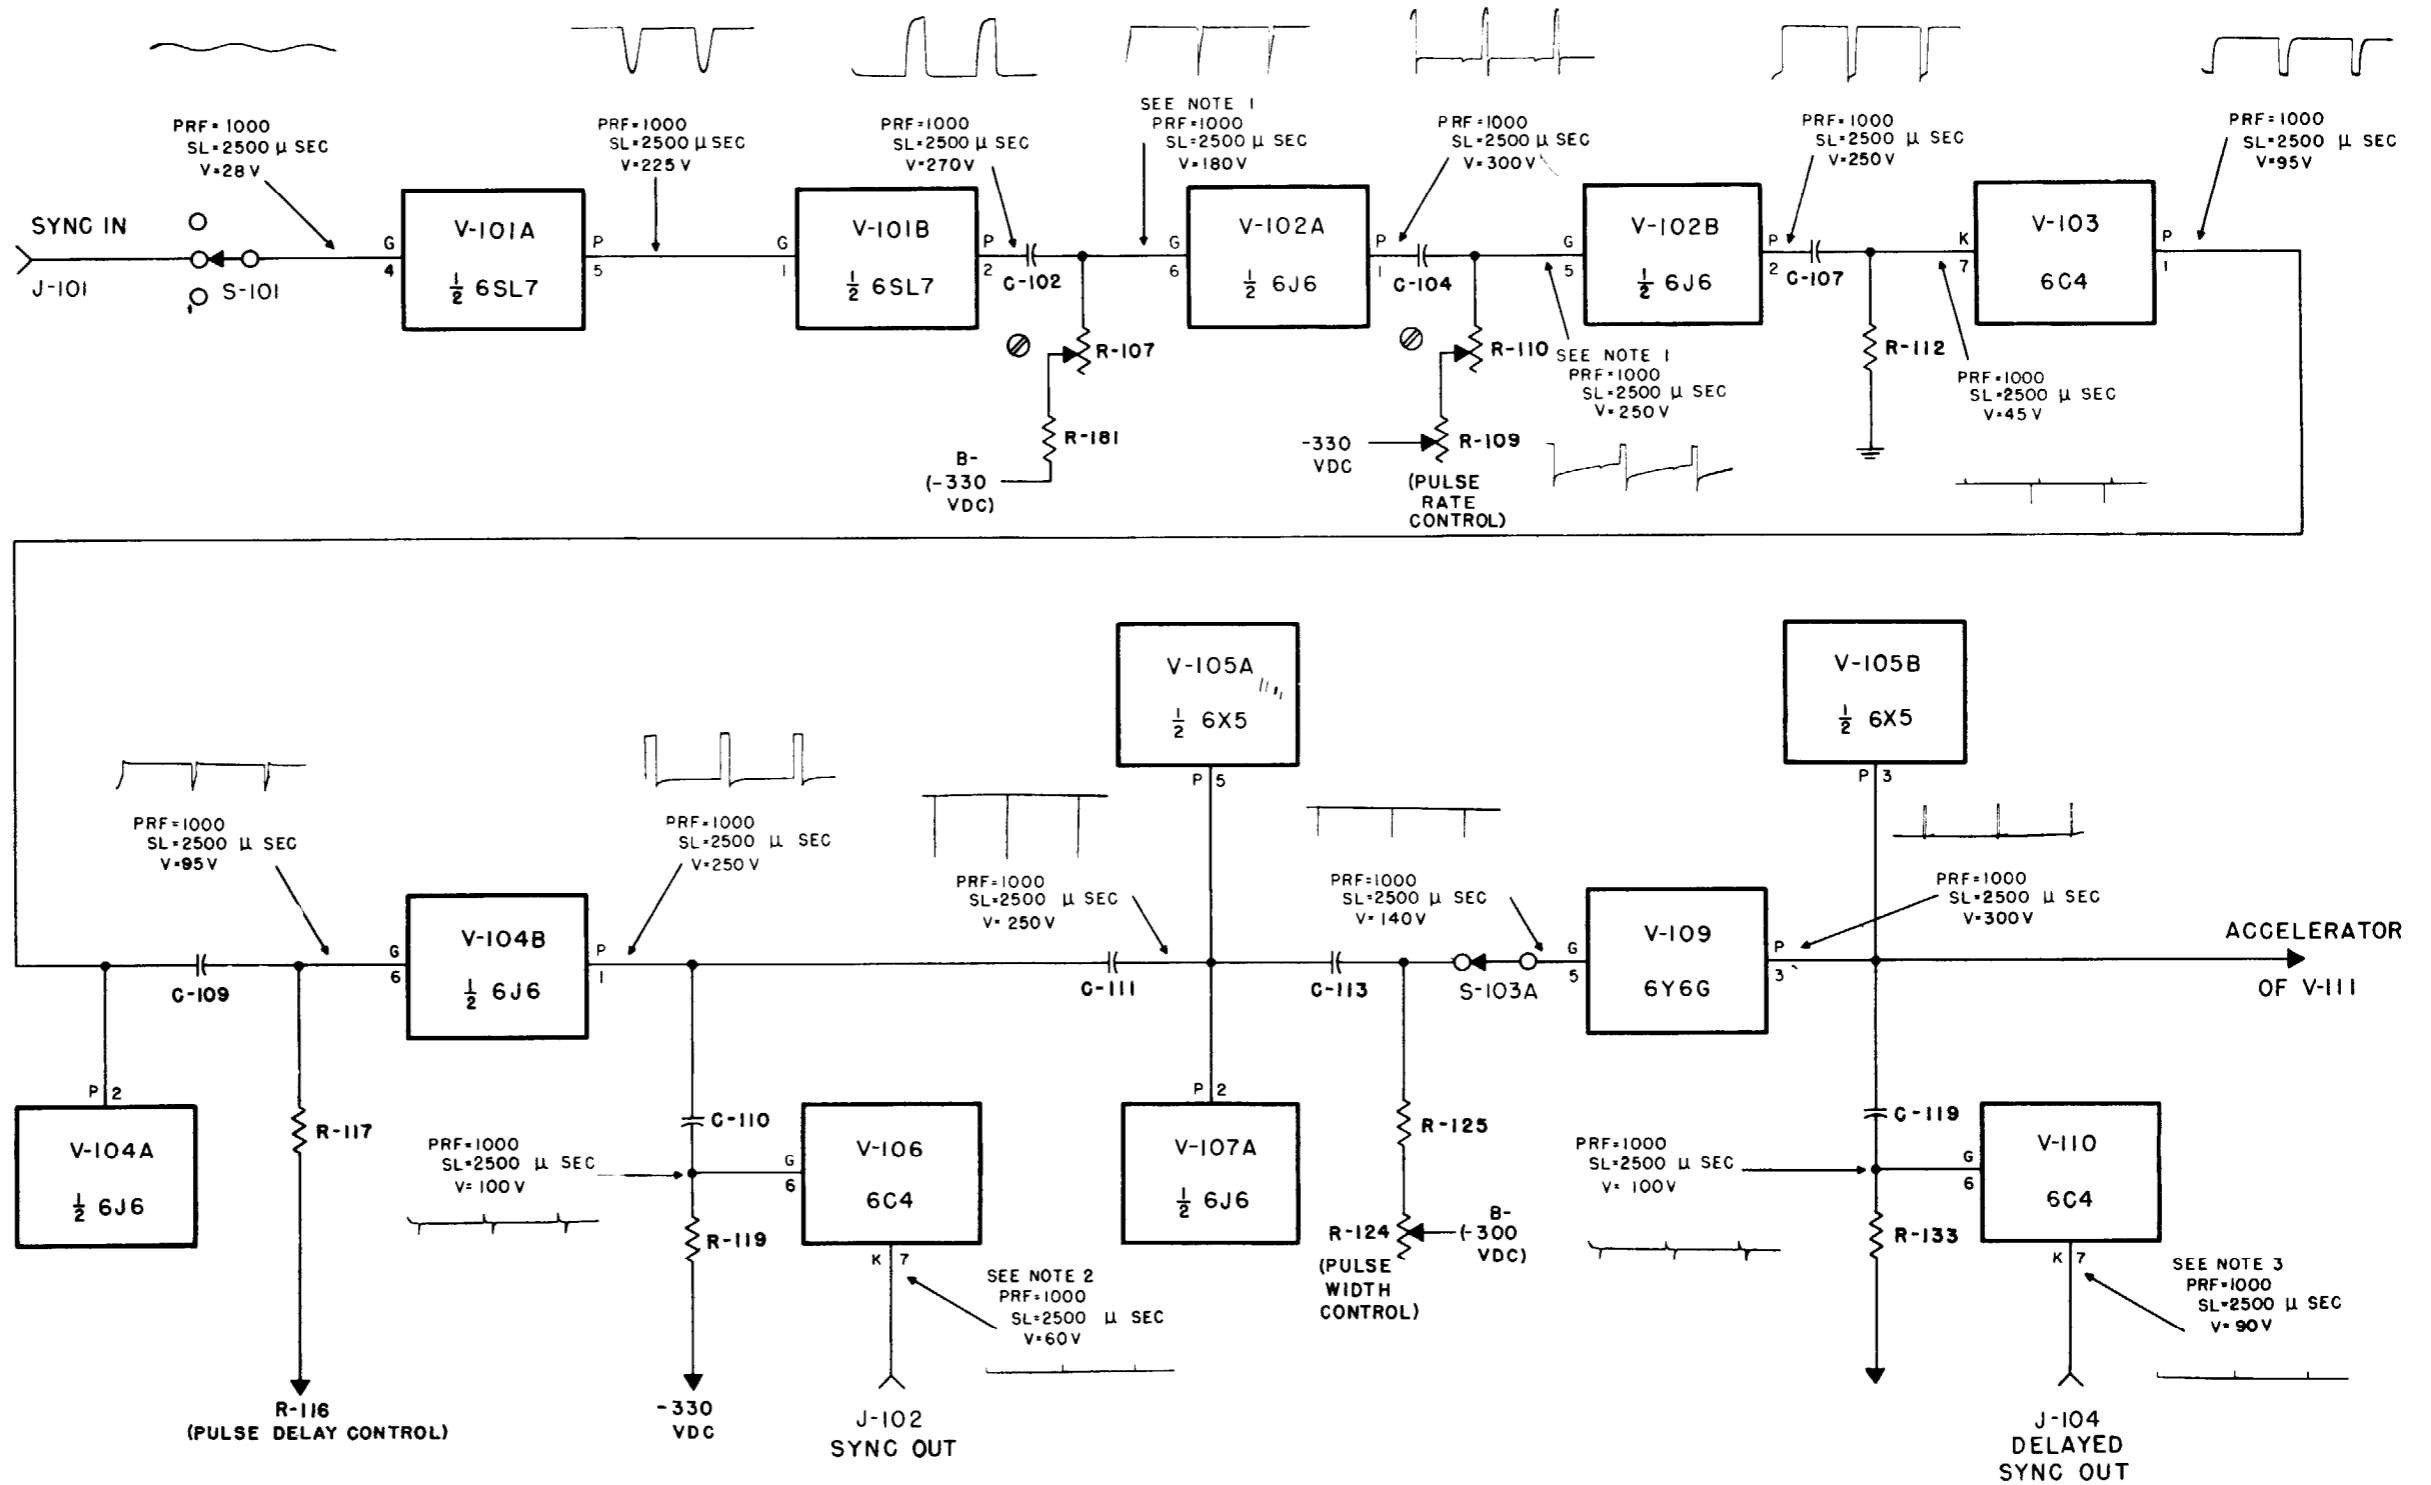 PRF=1000
SL=2500 μ SEC
V=28V
PRF=1000
SL=2500 μ SEC
V=225V
PRF=1000
SL=2500 μ SEC
V=270V
SEE NOTE 1
PRF=1000
SL=2500 μ SEC
V=180V
PRF=1000
SL=2500 μ SEC
V=300V
PRF=1000
SL=2500 μ SEC
V=250V
PRF=1000
SL=2500 μ SEC
V=95V
SYNC IN
J-101
S-101
G
4
V-101A
1/2 6SL7
P
5
G
1
V-101B
1/2 6SL7
P
2
C-102
G
6
V-102A
1/2 6J6
P
1
C-104
G
5
V-102B
1/2 6J6
P
2
C-107
K
7
V-103
6C4
P
1
R-107
R-181
B-
(-330
VDC)
R-110
R-109
-330
VDC
(PULSE
RATE
CONTROL)
SEE NOTE 1
PRF=1000
SL=2500 μ SEC
V=250V
R-112
PRF=1000
SL=2500 μ SEC
V=45V
V-105A
1/2 6X5
P 5
V-105B
1/2 6X5
P 3
PRF=1000
SL=2500 μ SEC
V=95V
PRF=1000
SL=2500 μ SEC
V=250V
PRF=1000
SL=2500 μ SEC
V=250V
PRF=1000
SL=2500 μ SEC
V=140V
PRF=1000
SL=2500 μ SEC
V=300V
C-109
G
6
V-104B
1/2 6J6
P
1
C-111
C-113
S-103A
G
5
V-109
6Y6G
P
3
ACCELERATOR
OF V-111
P 2
V-104A
1/2 6J6
R-117
R-116
(PULSE DELAY CONTROL)
C-110
PRF=1000
SL=2500 μ SEC
V=100V
G
6
V-106
6C4
K 7
R-119
-330
VDC
J-102
SYNC OUT
SEE NOTE 2
PRF=1000
SL=2500 μ SEC
V=60V
P 2
V-107A
1/2 6J6
R-125
R-124
B-
(-300
VDC)
(PULSE
WIDTH
CONTROL)
C-119
PRF=1000
SL=2500 μ SEC
V=100V
G
6
V-110
6C4
K 7
R-133
SEE NOTE 3
PRF=1000
SL=2500 μ SEC
V=90V
J-104
DELAYED
SYNC OUT